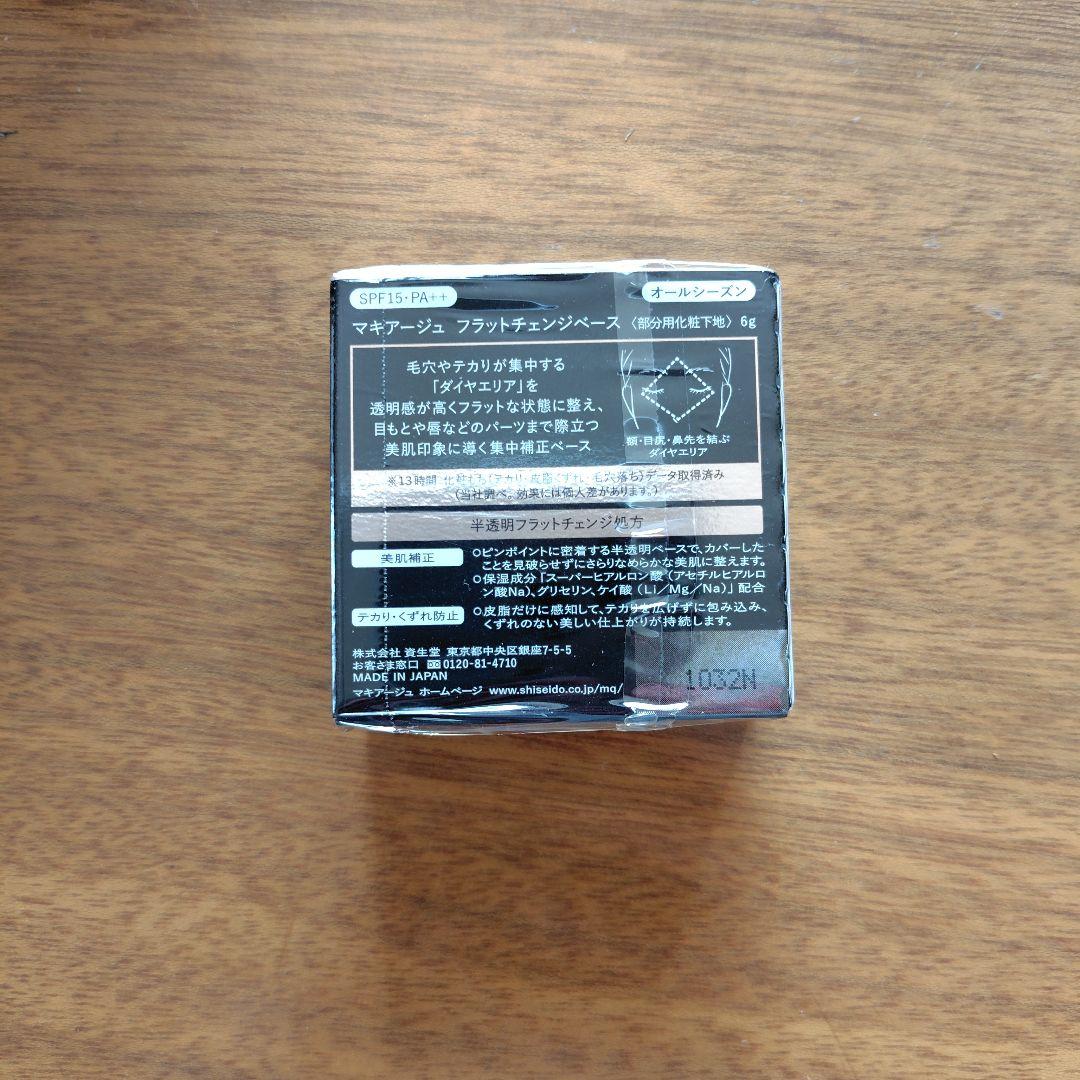 SPF15・PA++
オールシーズン
マキアージュ フラットチェンジベース 〈部分用化粧下地〉 6g
毛穴やテカリが集中する
「ダイヤエリア」を
透明感が高くフラットな状態に整え、
目もとや唇などのパーツまで際立つ
美肌印象に導く集中補正ベース
額・目尻・鼻先を結ぶ
ダイヤエリア
※13時間 化粧もち(テカリ・皮脂くずれ・毛穴落ち)データ取得済み
(当社調べ。効果には個人差があります。)
半透明フラットチェンジ処方
美肌補正
○ピンポイントに密着する半透明ベースで、カバーした
ことを見破らせずにさらりなめらかな美肌に整えます。
○保湿成分「スーパーヒアルロン酸(アセチルヒアルロ
ン酸Na)、グリセリン、ケイ酸(Li/Mg/Na)」配合
テカリ・くずれ防止
○皮脂だけに感知して、テカリを広げずに包み込み、
くずれのない美しい仕上がりが持続します。
株式会社 資生堂 東京都中央区銀座7-5-5
お客さま窓口 0120-81-4710
MADE IN JAPAN
マキアージュ ホームページ www.shiseido.co.jp/mq/
1032N